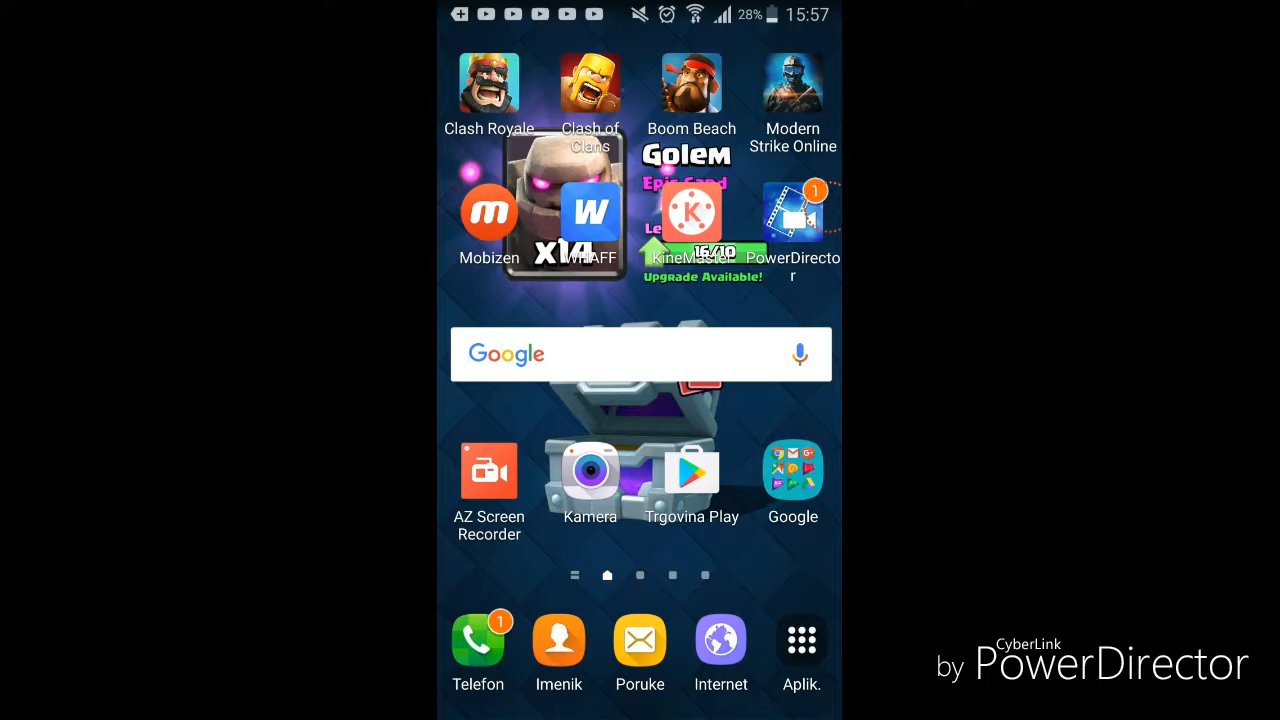 28% 15:57
Clash Royale
Clash of
Clans
Boom Beach
Modern
Strike Online
GOLEM
Epic Card
Le
16/10
Upgrade Available!
x14
m
Mobizen
W
WHAFF
K
KineMaster
1
PowerDirecto
r
Google
AZ Screen
Recorder
Kamera
Trgovina Play
Google
1
Telefon
Imenik
Poruke
Internet
Aplik.
CyberLink
by PowerDirector